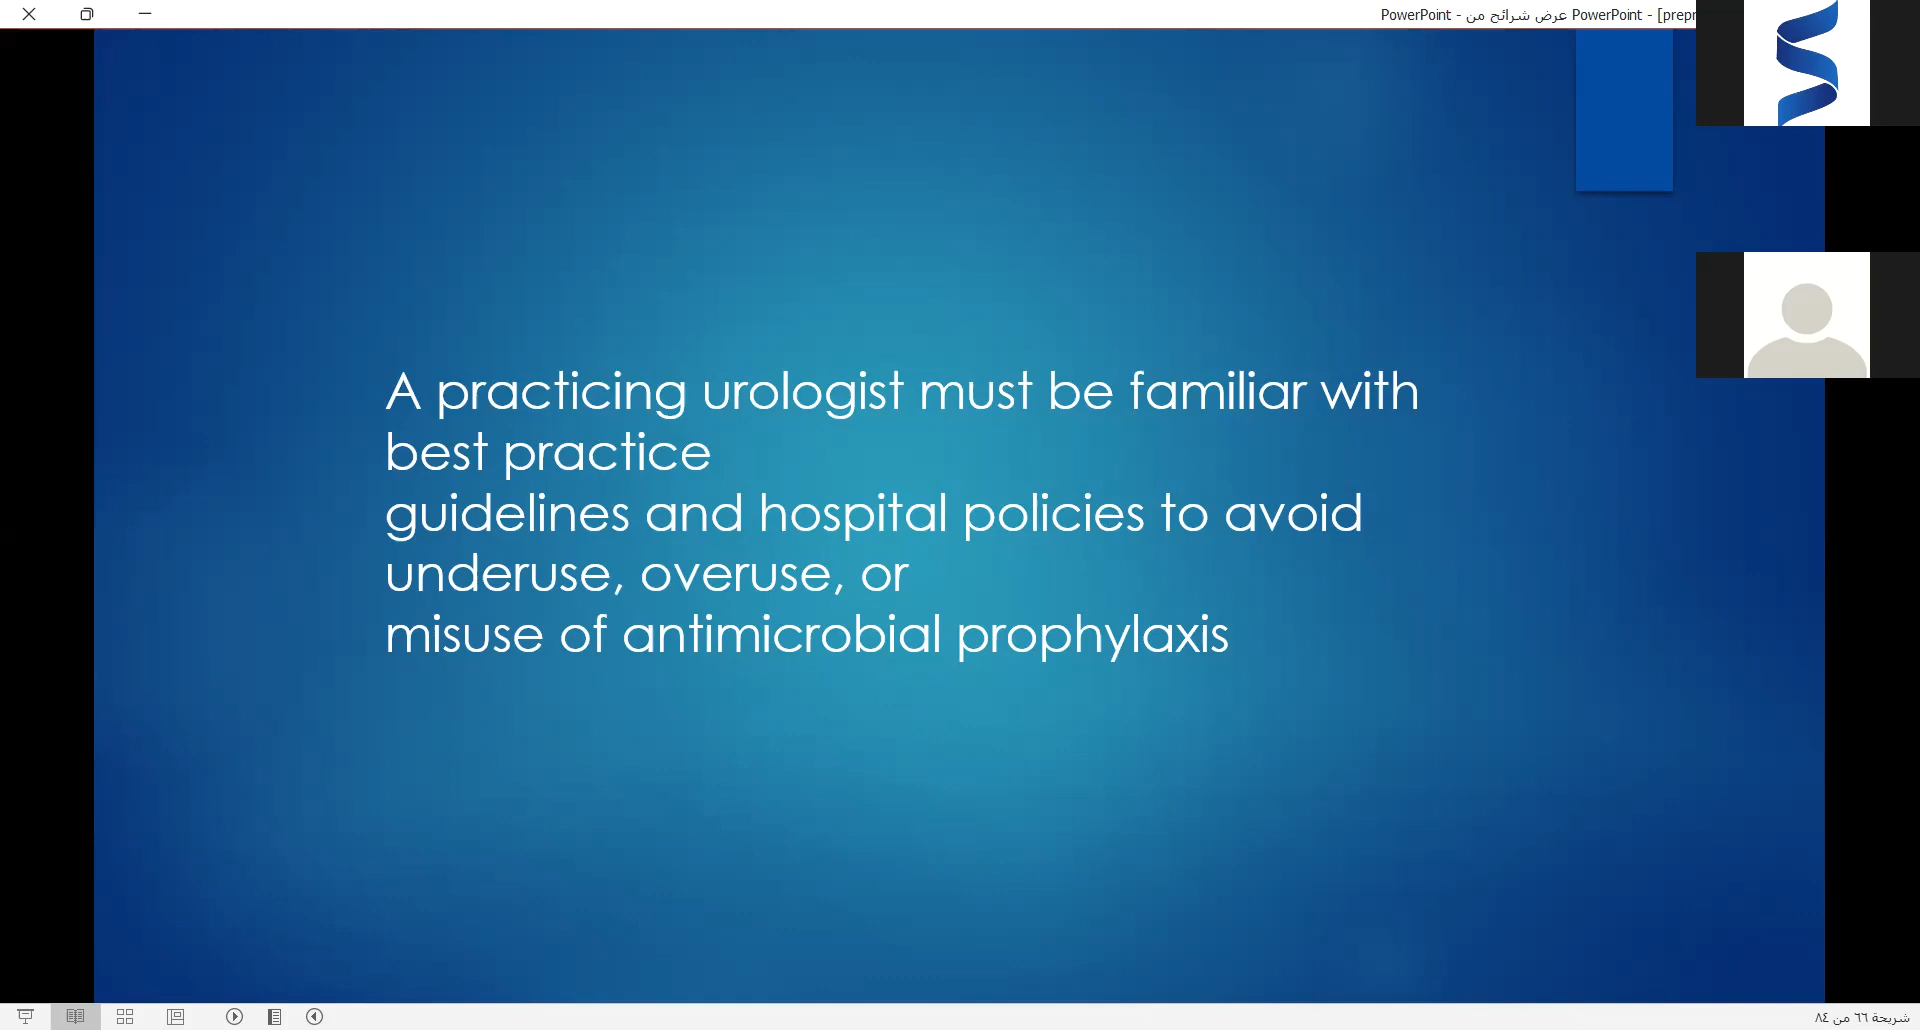 PowerPoint - عرض شرائح من PowerPoint - [prepr
A practicing urologist must be familiar with
best practice
guidelines and hospital policies to avoid
underuse, overuse, or
misuse of antimicrobial prophylaxis
شريحة ٦٦ من ٨٤